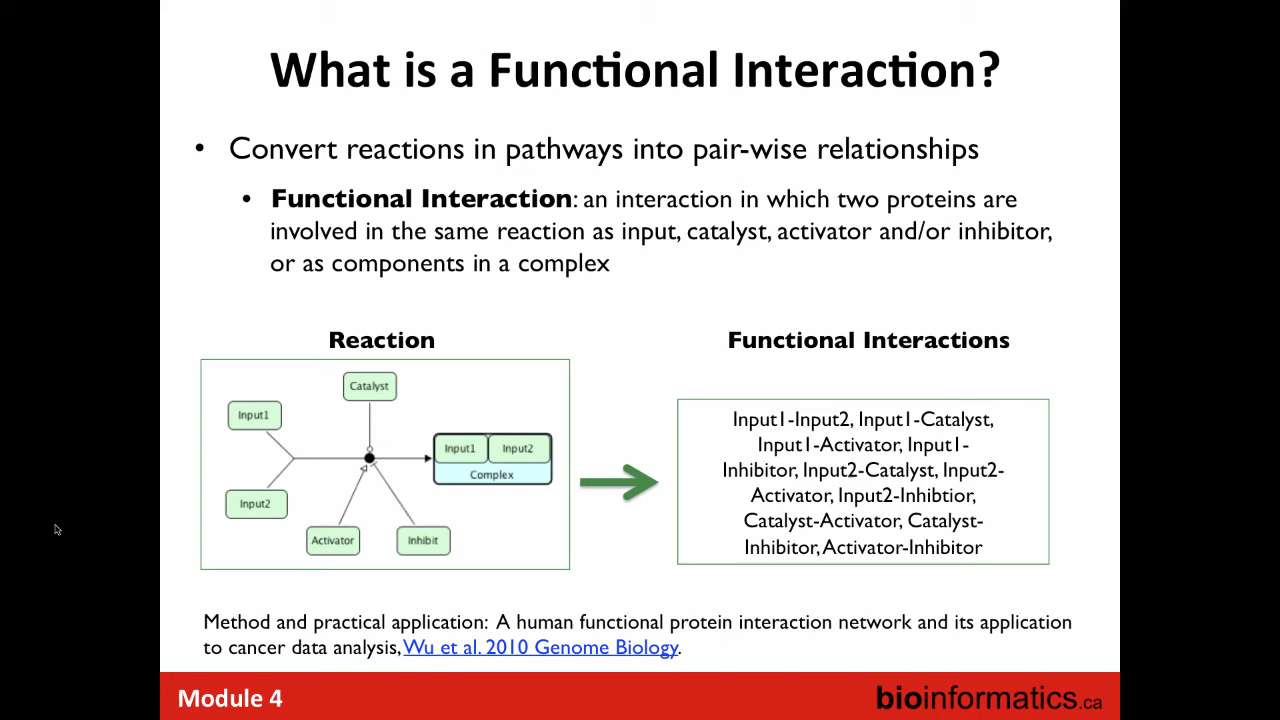 What is a Functional Interaction?
• Convert reactions in pathways into pair-wise relationships
• Functional Interaction: an interaction in which two proteins are
involved in the same reaction as input, catalyst, activator and/or inhibitor,
or as components in a complex
Reaction
Catalyst
Input1
Input1
Input2
Complex
Input2
Activator
Inhibit
Functional Interactions
Input1-Input2, Input1-Catalyst,
Input1-Activator, Input1-
Inhibitor, Input2-Catalyst, Input2-
Activator, Input2-Inhibtior,
Catalyst-Activator, Catalyst-
Inhibitor, Activator-Inhibitor
Method and practical application: A human functional protein interaction network and its application
to cancer data analysis, Wu et al. 2010 Genome Biology.
Module 4
bioinformatics.ca